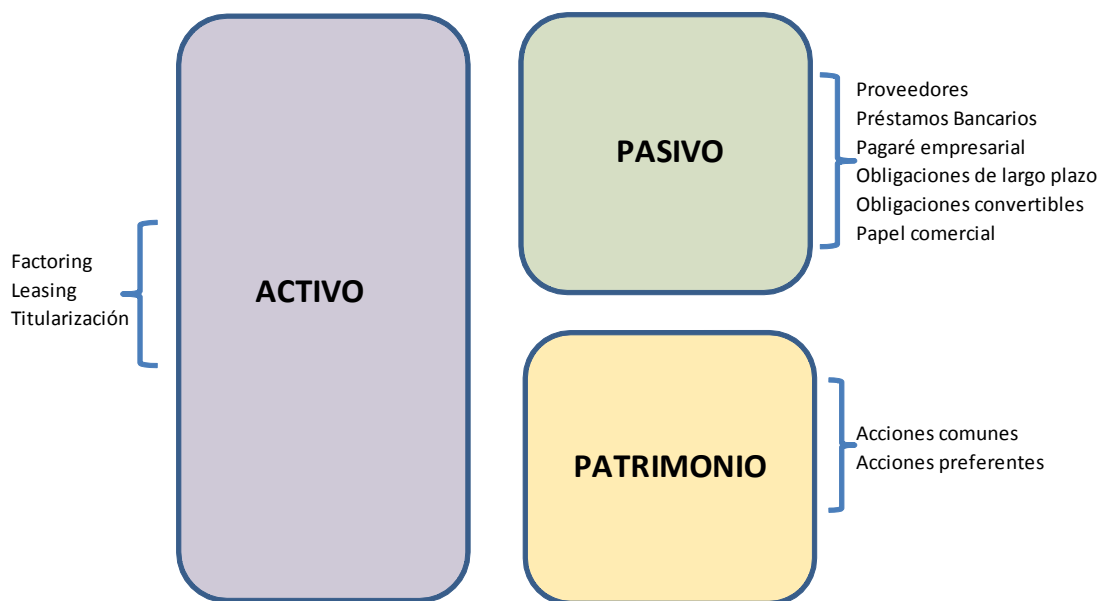 Factoring
Leasing
Titularización
ACTIVO
PASIVO
Proveedores
Préstamos Bancarios
Pagaré empresarial
Obligaciones de largo plazo
Obligaciones convertibles
Papel comercial
PATRIMONIO
Acciones comunes
Acciones preferentes